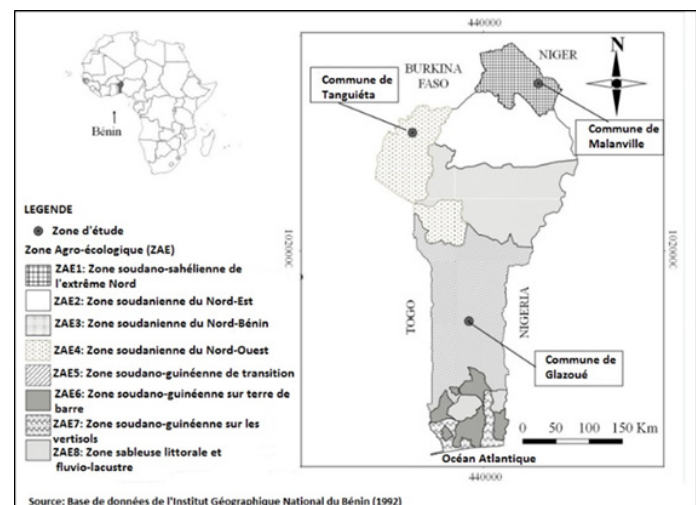 Bénin
LEGENDE
Zone d'étude
Zone Agro-écologique (ZAE)
ZAE1: Zone soudano-sahélienne de
l'extrême Nord
ZAE2: Zone soudanienne du Nord-Est
ZAE3: Zone soudanienne du Nord-Bénin
ZAE4: Zone soudanienne du Nord-Ouest
ZAE5: Zone soudano-guinéenne de transition
ZAE6: Zone soudano-guinéenne sur terre de
barre
ZAE7: Zone soudano-guinéenne sur les
vertisols
ZAE8: Zone sableuse littorale et
fluvio-lacustre
440000
BURKINA
FASO
NIGER
N
Commune de
Tanguiéta
Commune de
Malanville
1020000
1020000
TOGO
NIGERIA
Commune de
Glazoué
0 50 100 150 Km
Océan Atlantique
440000
Source: Base de données de l'Institut Géographique National du Bénin (1992)